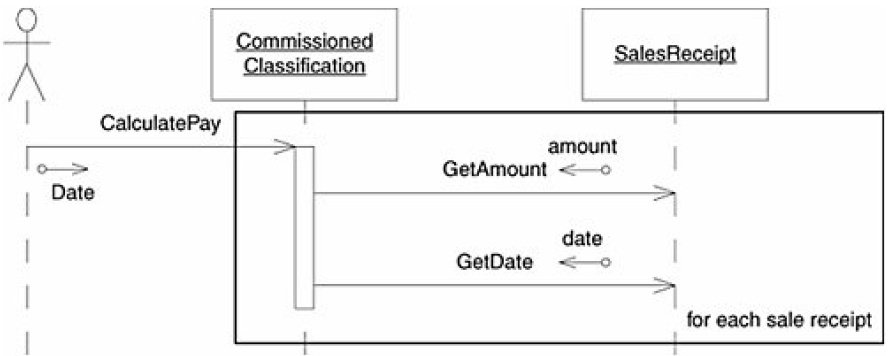 Commissioned
Classification
SalesReceipt
CalculatePay
amount
GetAmount
Date
date
GetDate
for each sale receipt